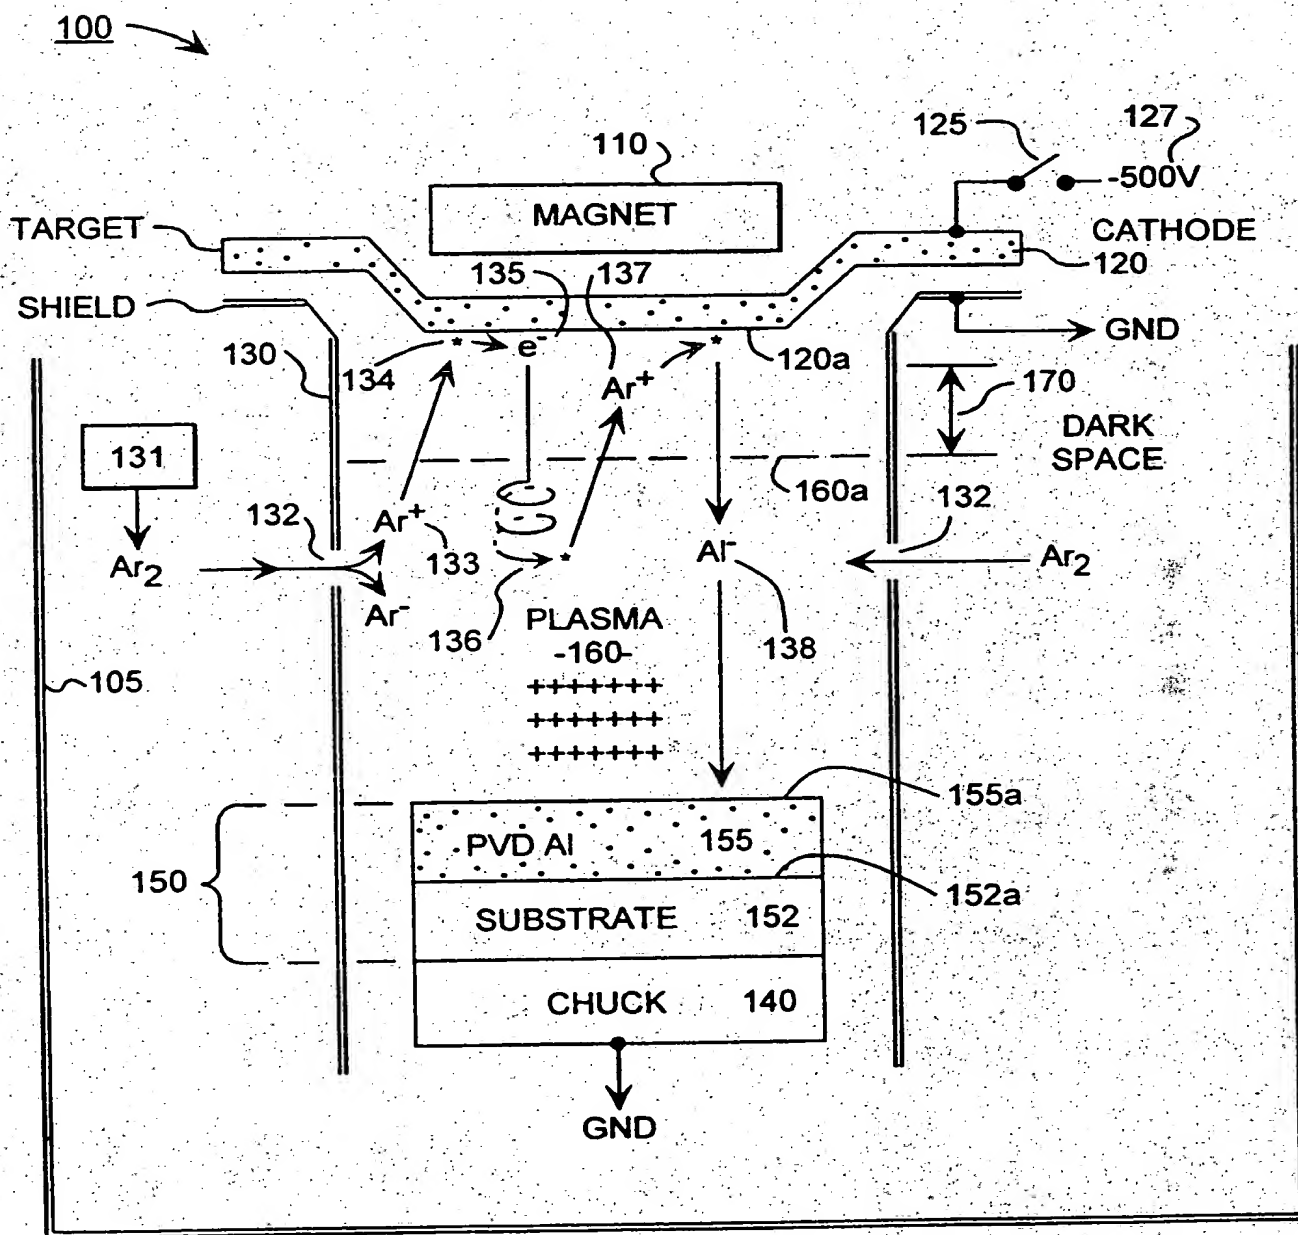 100
125
127
110
-500V
MAGNET
TARGET
CATHODE
120
135
137
SHIELD
GND
130
134
*
e-
*
120a
170
Ar+
DARK
SPACE
131
160a
132
Ar+
132
133
Ar2
*
Al-
Ar2
Ar-
136
PLASMA
-160-
138
105
+++++++
+++++++
+++++++
155a
PVD Al
155
150
152a
SUBSTRATE
152
CHUCK
140
GND